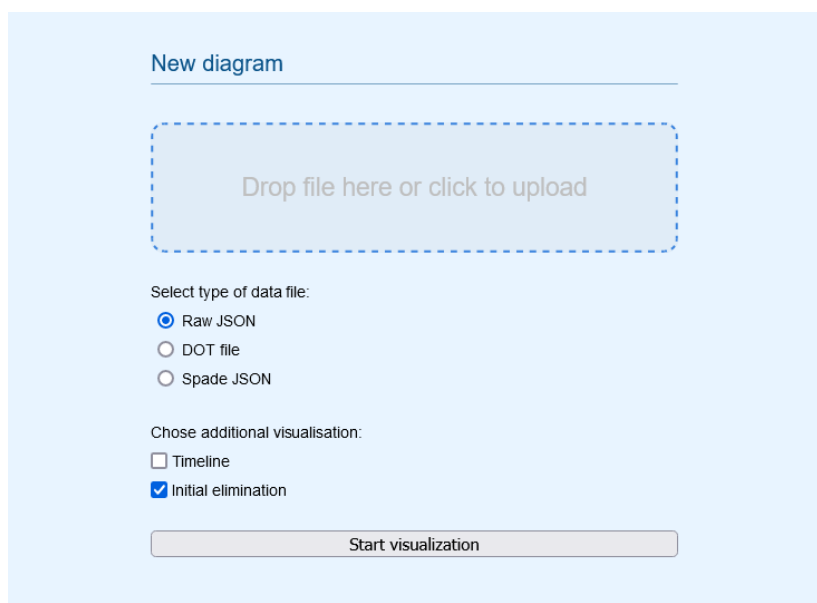 New diagram
Drop file here or click to upload
Select type of data file:
Raw JSON
DOT file
Spade JSON
Chose additional visualisation:
Timeline
Initial elimination
Start visualization